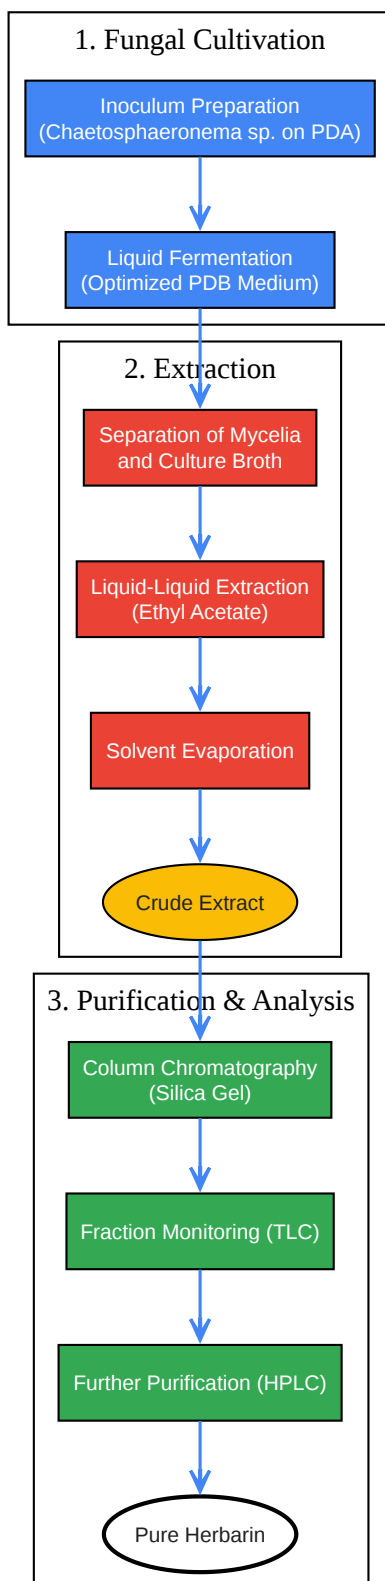 1. Fungal Cultivation
Inoculum Preparation
(Chaetosphaeronema sp. on PDA)
Liquid Fermentation
(Optimized PDB Medium)
2. Extraction
Separation of Mycelia
and Culture Broth
Liquid-Liquid Extraction
(Ethyl Acetate)
Solvent Evaporation
Crude Extract
3. Purification & Analysis
Column Chromatography
(Silica Gel)
Fraction Monitoring (TLC)
Further Purification (HPLC)
Pure Herbarin